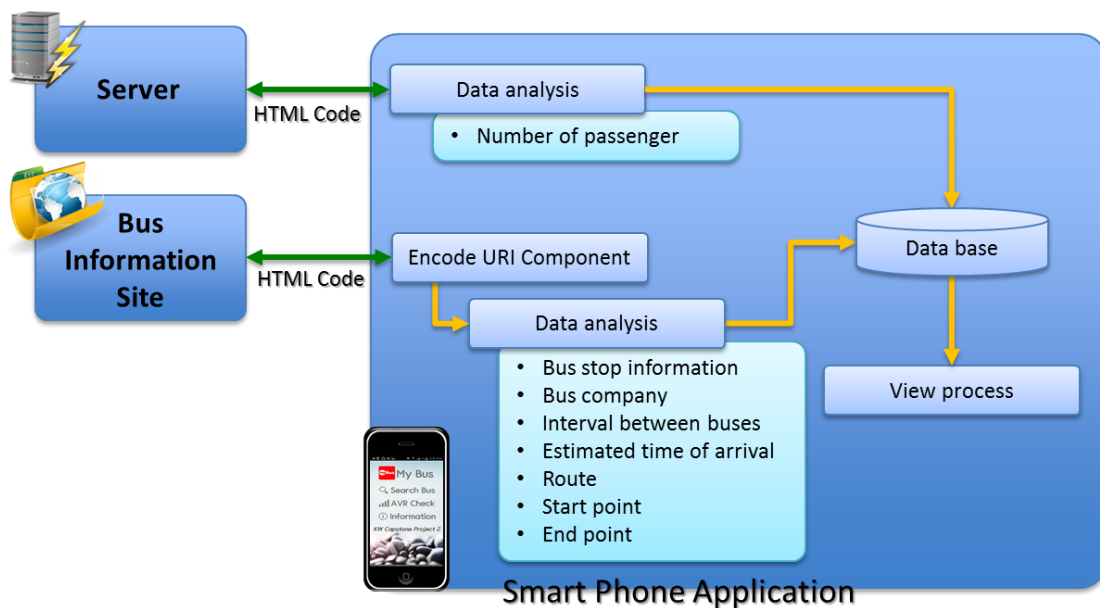 Server
HTML Code
Data analysis
• Number of passenger
Bus
Information
Site
HTML Code
Encode URI Component
Data analysis
• Bus stop information
• Bus company
• Interval between buses
• Estimated time of arrival
• Route
• Start point
• End point
Data base
View process
My Bus
Search Bus
AVR Check
Information
KW Capstone Project 2
Smart Phone Application